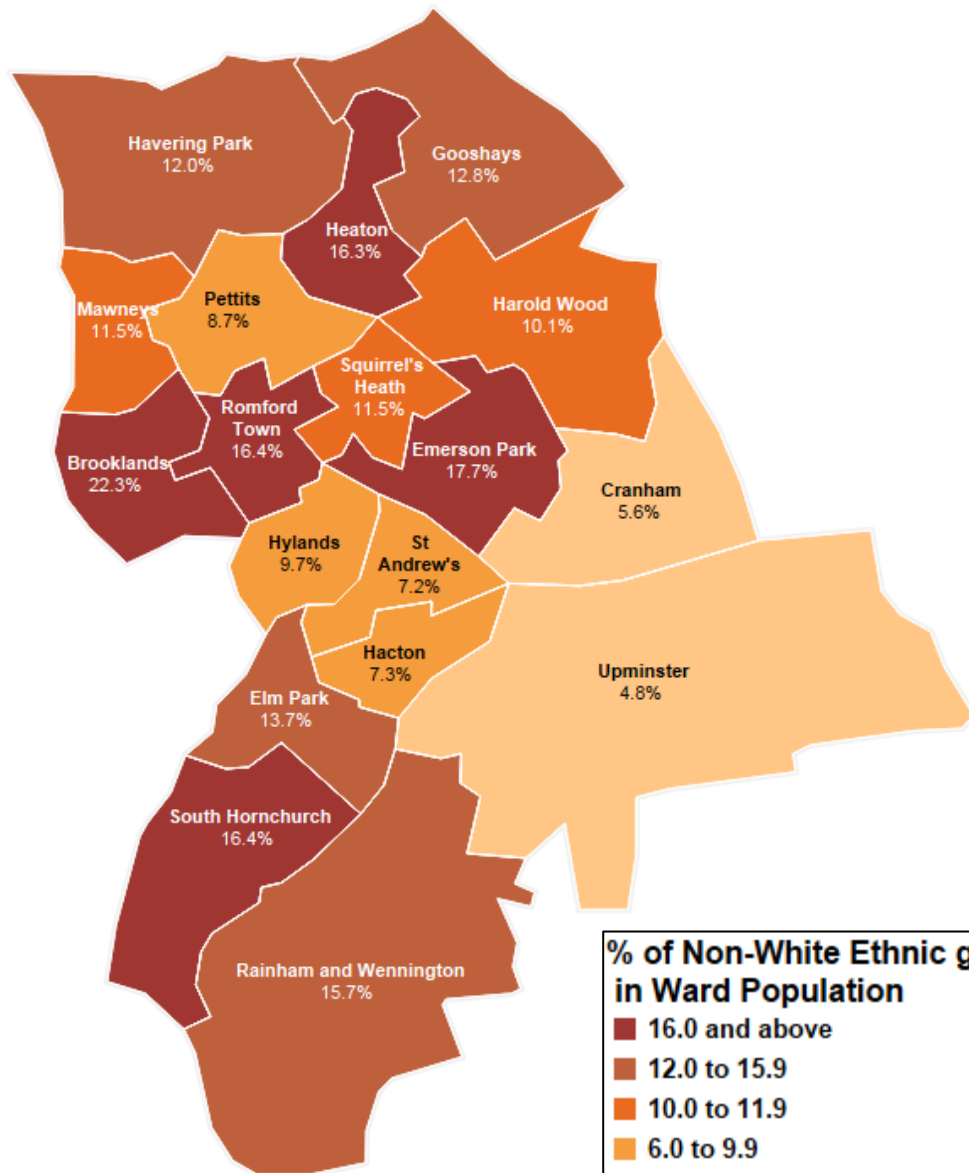 Havering Park
12.0%
Gooshays
12.8%
Heaton
16.3%
Mawneys
11.5%
Pettits
8.7%
Harold Wood
10.1%
Squirrel's
Heath
11.5%
Romford
Town
16.4%
Emerson Park
17.7%
Brooklands
22.3%
Cranham
5.6%
Hylands
9.7%
St
Andrew's
7.2%
Hacton
7.3%
Upminster
4.8%
Elm Park
13.7%
South Hornchurch
16.4%
Rainham and Wennington
15.7%
% of Non-White Ethnic g
in Ward Population
16.0 and above
12.0 to 15.9
10.0 to 11.9
6.0 to 9.9